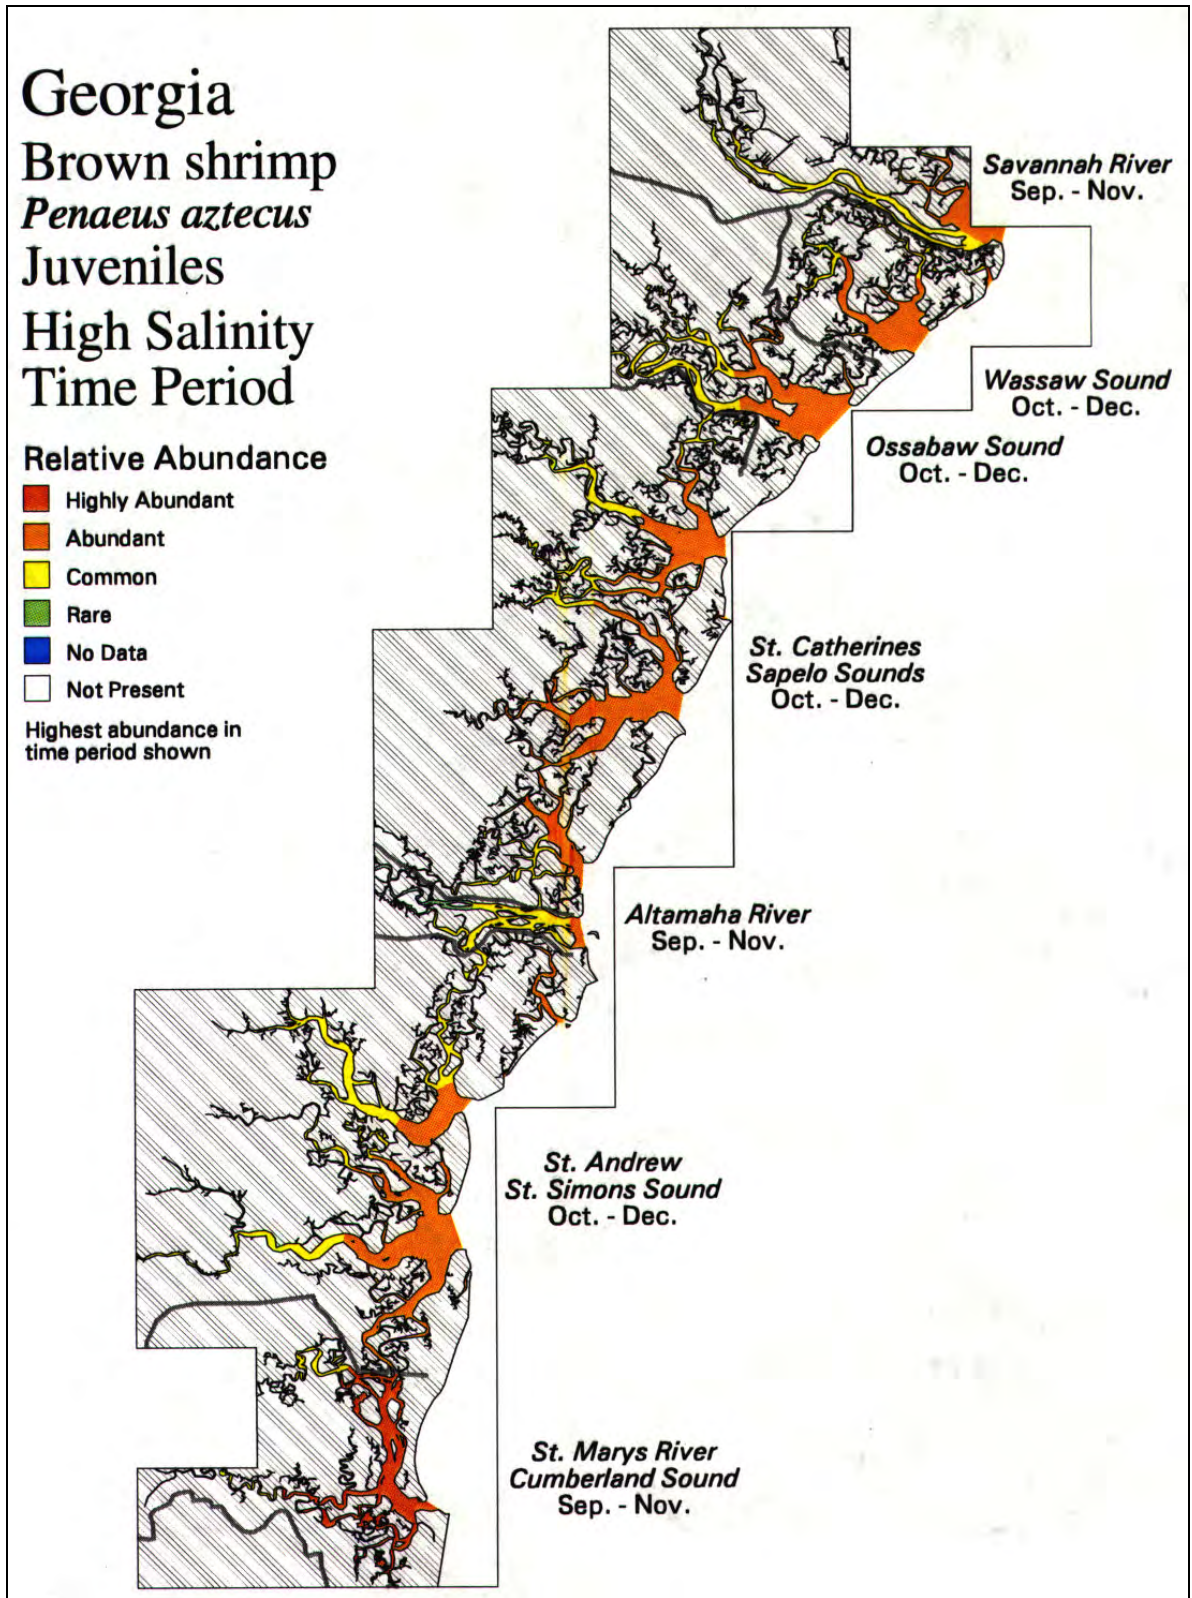 Georgia
Brown shrimp
Penaeus aztecus
Juveniles
High Salinity
Time Period
Relative Abundance
Highly Abundant
Abundant
Common
Rare
No Data
Not Present
Highest abundance in
time period shown
Savannah River
Sep. - Nov.
Wassaw Sound
Oct. - Dec.
Ossabaw Sound
Oct. - Dec.
St. Catherines
Sapelo Sounds
Oct. - Dec.
Altamaha River
Sep. - Nov.
St. Andrew
St. Simons Sound
Oct. - Dec.
St. Marys River
Cumberland Sound
Sep. - Nov.